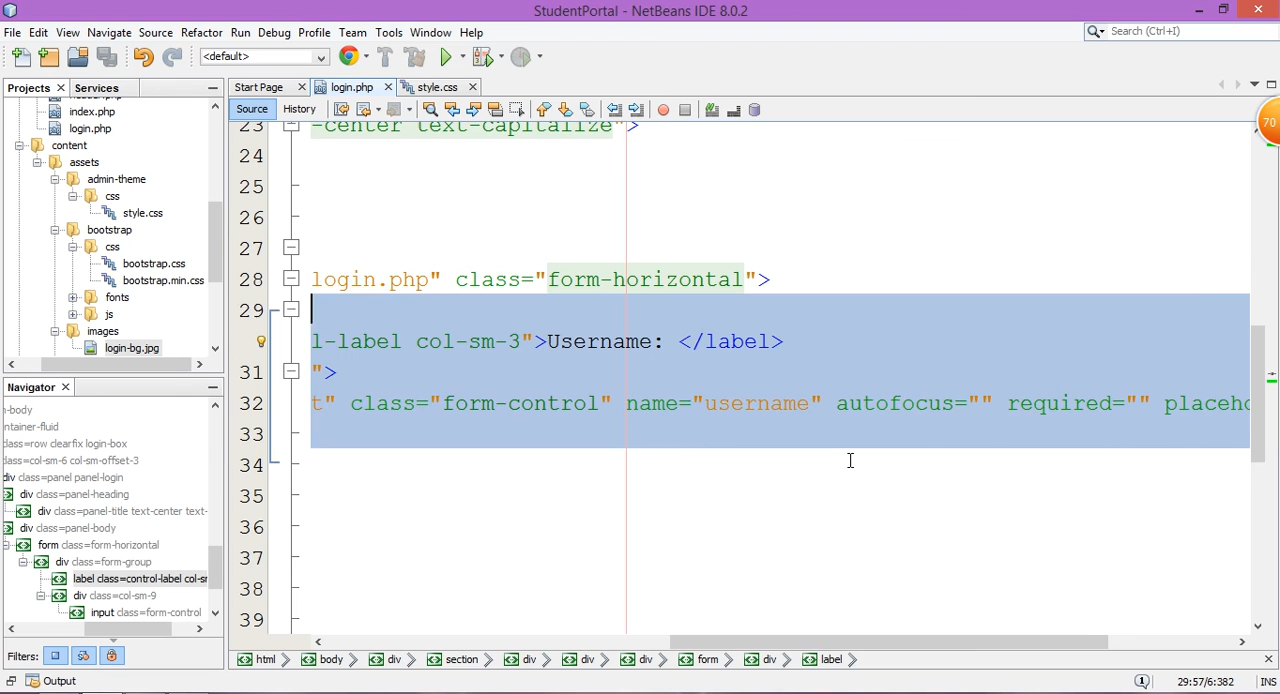 StudentPortal - NetBeans IDE 8.0.2
File Edit View Navigate Source Refactor Run Debug Profile Team Tools Window Help
Search (Ctrl+I)
<default>
70
Projects Services
Start Page login.php style.css
Source History
index.php
login.php
content
assets
admin-theme
css
style.css
bootstrap
css
bootstrap.css
bootstrap.min.css
fonts
js
images
login-bg.jpg
23 -center text-capitalize">
24
25
26
27
28 login.php" class="form-horizontal">
29
30 l-label col-sm-3">Username: </label>
31 ">
32 t" class="form-control" name="username" autofocus="" required="" placeho
33
34
35
36
37
38
39
Navigator
n-body
ntainer-fluid
class=row clearfix login-box
class=col-sm-6 col-sm-offset-3
div class=panel panel-login
div class=panel-heading
div class=panel-title text-center text-
div class=panel-body
form class=form-horizontal
div class=form-group
label class=control-label col-sr
div class=col-sm-9
input class=form-control
Filters:
html body div section div div div form div label
Output
1 29:57/6:382 INS